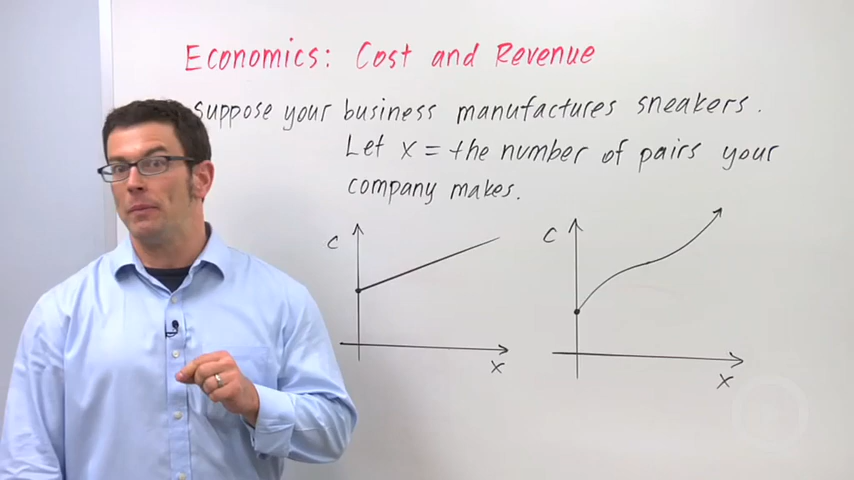 Economics: Cost and Revenue
Suppose your business manufactures sneakers.
Let x = the number of pairs your
company makes.
C
C
x
x